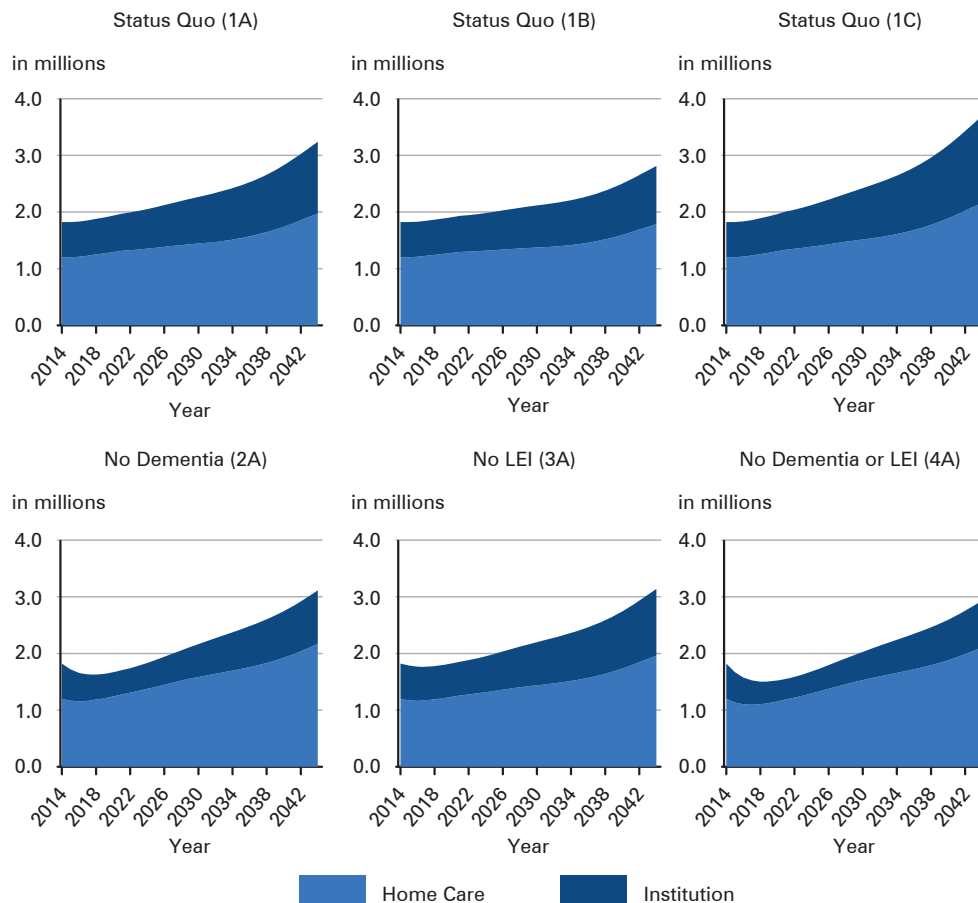 Status Quo (1A)
Status Quo (1B)
Status Quo (1C)
in millions
in millions
in millions
4.0
3.0
2.0
1.0
0.0
4.0
3.0
2.0
1.0
0.0
4.0
3.0
2.0
1.0
0.0
2014 2018 2022 2026 2030 2034 2038 2042
2014 2018 2022 2026 2030 2034 2038 2042
2014 2018 2022 2026 2030 2034 2038 2042
Year
Year
Year
No Dementia (2A)
No LEI (3A)
No Dementia or LEI (4A)
in millions
in millions
in millions
4.0
3.0
2.0
1.0
0.0
4.0
3.0
2.0
1.0
0.0
4.0
3.0
2.0
1.0
0.0
2014 2018 2022 2026 2030 2034 2038 2042
2014 2018 2022 2026 2030 2034 2038 2042
2014 2018 2022 2026 2030 2034 2038 2042
Year
Year
Year
Home Care
Institution